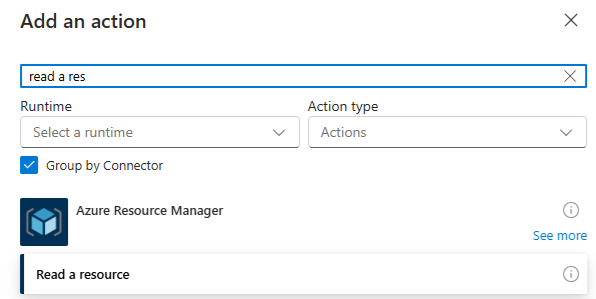 Add an action
read a res
Runtime Action type
Select a runtime Actions
Group by Connector
Azure Resource Manager
See more
Read a resource